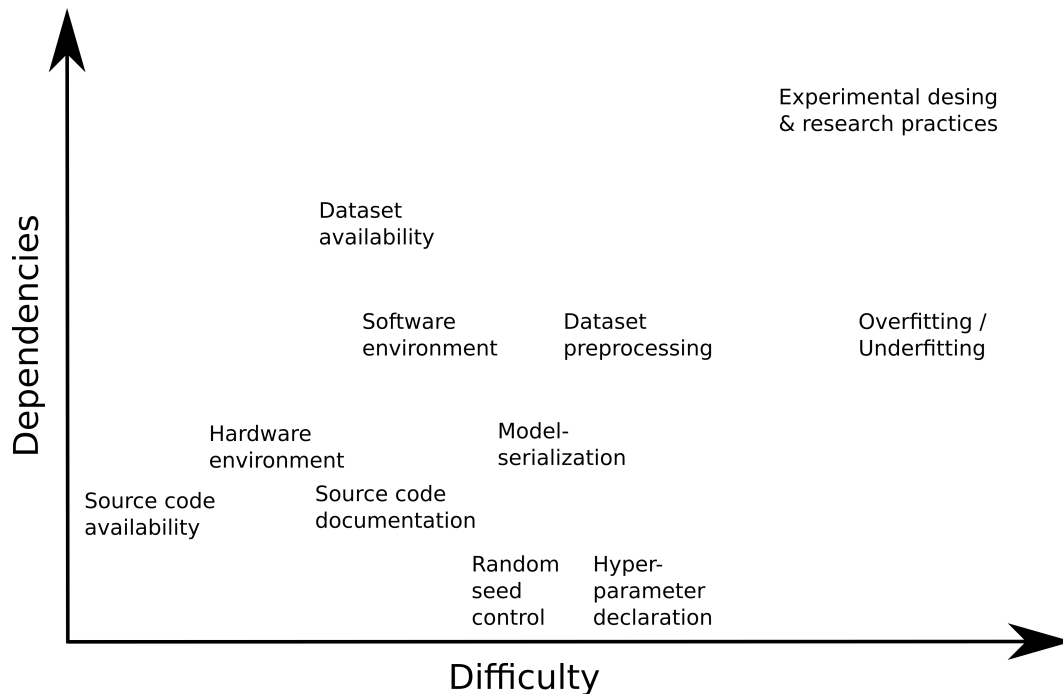 Experimental desing
& research practices
Dataset
availability
Dependencies
Software
environment
Dataset
preprocessing
Overfitting /
Underfitting
Hardware
environment
Model-
serialization
Source code
availability
Source code
documentation
Random
seed
control
Hyper-
parameter
declaration
Difficulty